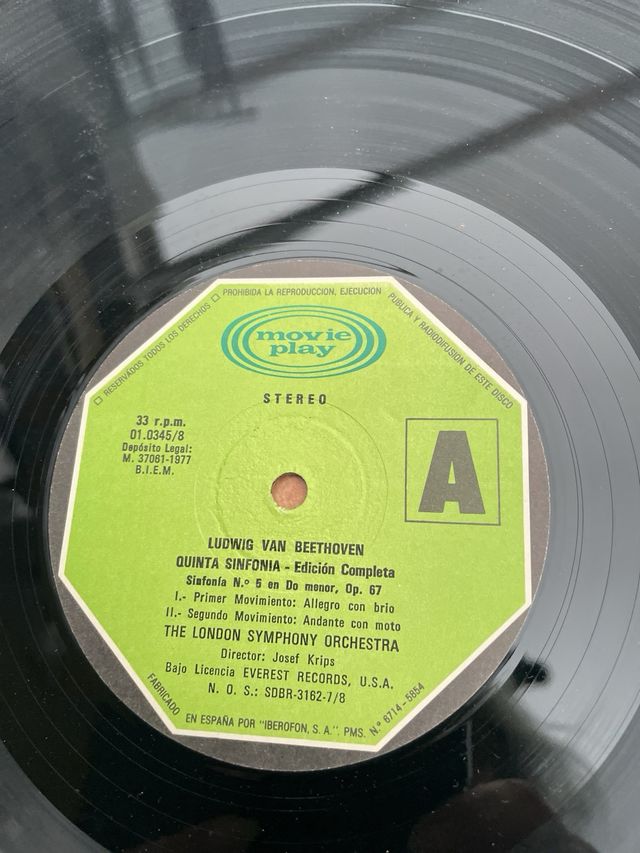 □ RESERVADOS TODOS LOS DERECHOS □ PROHIBIDA LA REPRODUCCION, EJECUCION PUBLICA Y RADIODIFUSION DE ESTE DISCO
movie
play
STEREO
33 r.p.m.
01.0345/8
Depósito Legal:
M. 37061-1977
B.I.E.M.
A
LUDWIG VAN BEETHOVEN
QUINTA SINFONIA - Edición Completa
Sinfonía N.º 5 en Do menor, Op. 67
I.- Primer Movimiento: Allegro con brio
II.- Segundo Movimiento: Andante con moto
THE LONDON SYMPHONY ORCHESTRA
Director: Josef Krips
Bajo Licencia EVEREST RECORDS, U.S.A.
N. O. S.: SDBR-3162-7/8
FABRICADO EN ESPAÑA POR "IBEROFON, S. A.". PMS. N.º 6714-5854